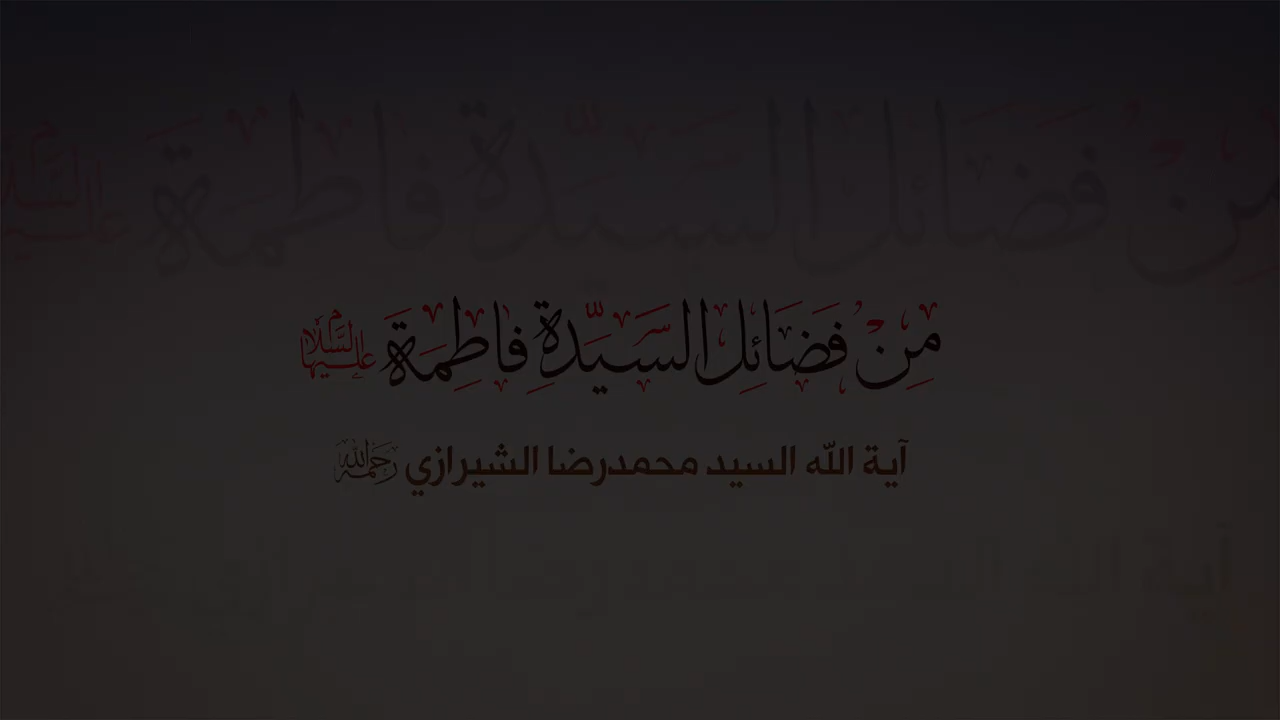 مِنْ فَضَائِلِ السَّيِّدَةِ فَاطِمَةَ عليها السلام
آية الله السيد محمدرضا الشيرازي رحمه الله